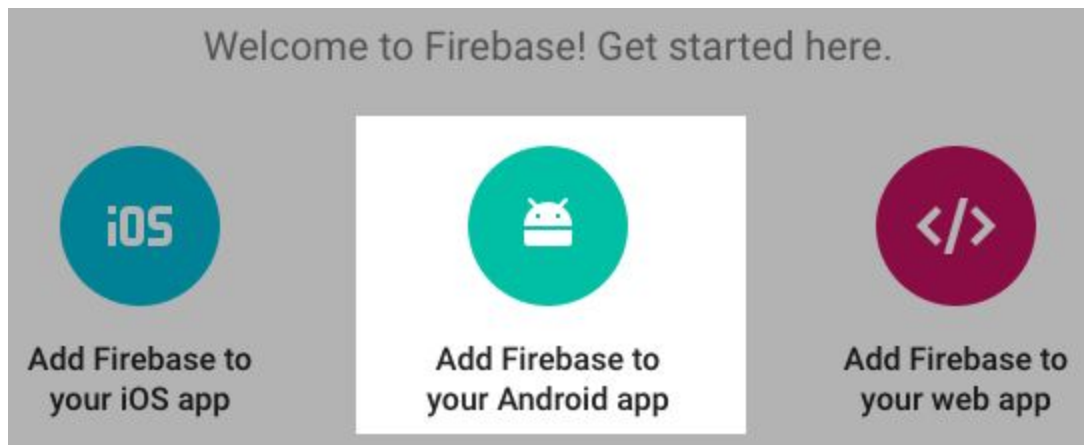 Welcome to Firebase! Get started here.
iOS
</>
Add Firebase to
your iOS app
Add Firebase to
your Android app
Add Firebase to
your web app